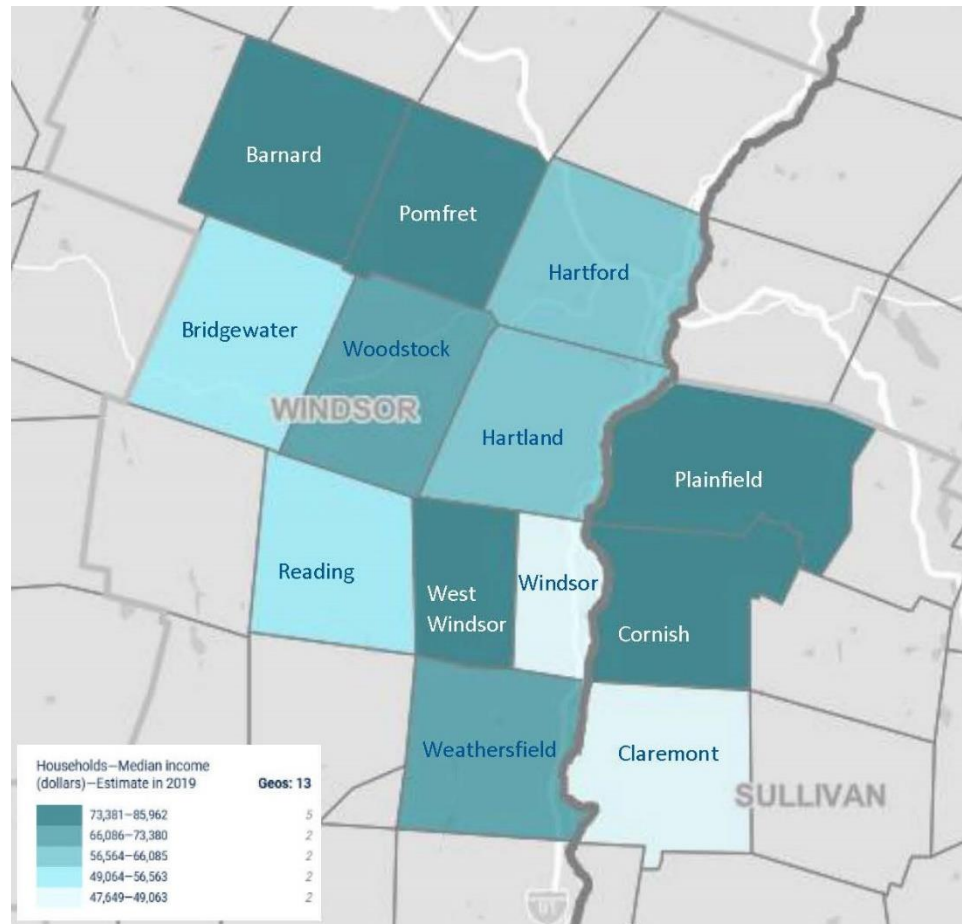 Barnard
Pomfret
Hartford
Bridgewater
Woodstock
WINDSOR
Hartland
Plainfield
Reading
West
Windsor
Windsor
Cornish
Weathersfield
Claremont
SULLIVAN
Households—Median income
(dollars)—Estimate in 2019 Geos: 13
73,381—85,962 5
66,086—73,380 2
56,564—66,085 2
49,064—56,563 2
47,649—49,063 2